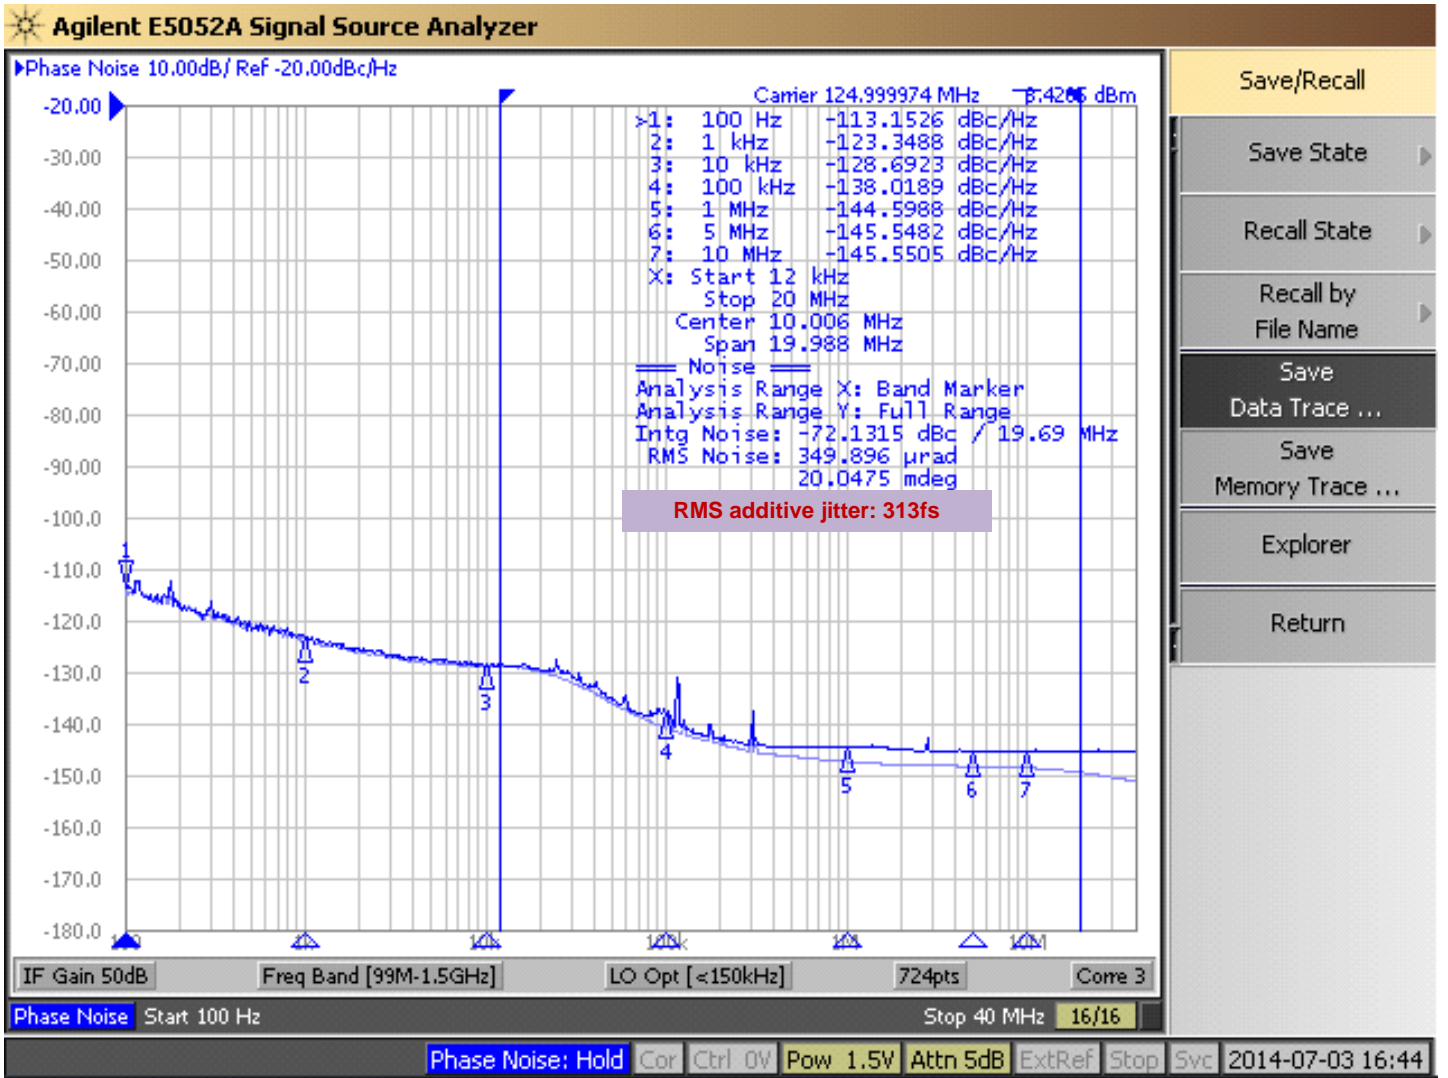 Agilent E5052A Signal Source Analyzer
Phase Noise 10.00dB/ Ref -20.00dBc/Hz
Carrier 124.999974 MHz dBm
-20.00
-30.00
-40.00
-50.00
-60.00
-70.00
-80.00
-90.00
-100.0
-110.0
-120.0
-130.0
-140.0
-150.0
-160.0
-170.0
-180.0
>1: 100 Hz -113.1526 dBc/Hz
2: 1 kHz -123.3488 dBc/Hz
3: 10 kHz -128.6923 dBc/Hz
4: 100 kHz -138.0189 dBc/Hz
5: 1 MHz -144.5988 dBc/Hz
6: 5 MHz -145.5482 dBc/Hz
7: 10 MHz -145.5505 dBc/Hz
X: Start 12 kHz
Stop 20 MHz
Center 10.006 MHz
Span 19.988 MHz
=== Noise ===
Analysis Range X: Band Marker
Analysis Range Y: Full Range
Intg Noise: -72.1315 dBc / 19.69 MHz
RMS Noise: 349.896 µrad
20.0475 mdeg
RMS additive jitter: 313fs
1
2
3
4
5
6
7
IF Gain 50dB
Freq Band [99M-1.5GHz]
LO Opt [<150kHz]
724pts
Corre 3
Phase Noise Start 100 Hz
Stop 40 MHz 16/16
Phase Noise: Hold Cor Ctrl 0V Pow 1.5V Attn 5dB ExtRef Stop Svc 2014-07-03 16:44
Save/Recall
Save State
Recall State
Recall by
File Name
Save
Data Trace ...
Save
Memory Trace ...
Explorer
Return